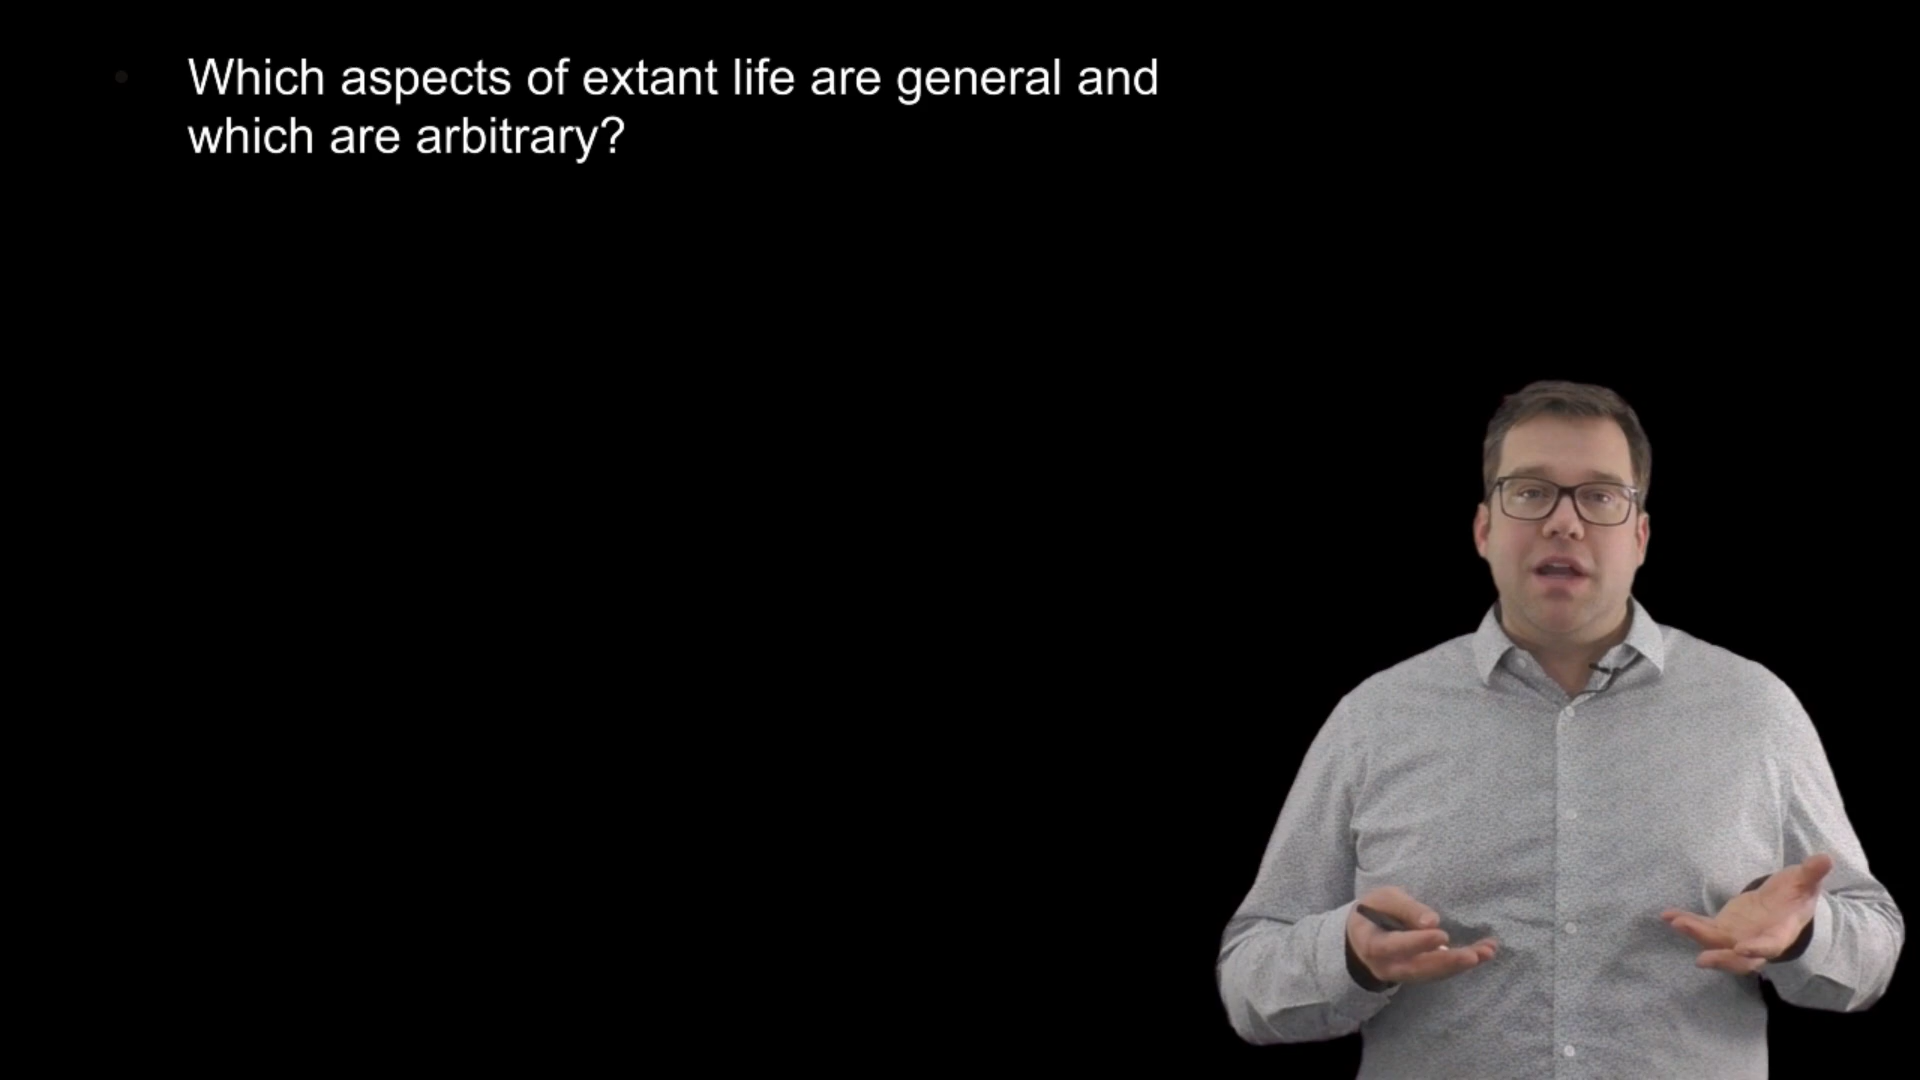 Which aspects of extant life are general and
which are arbitrary?